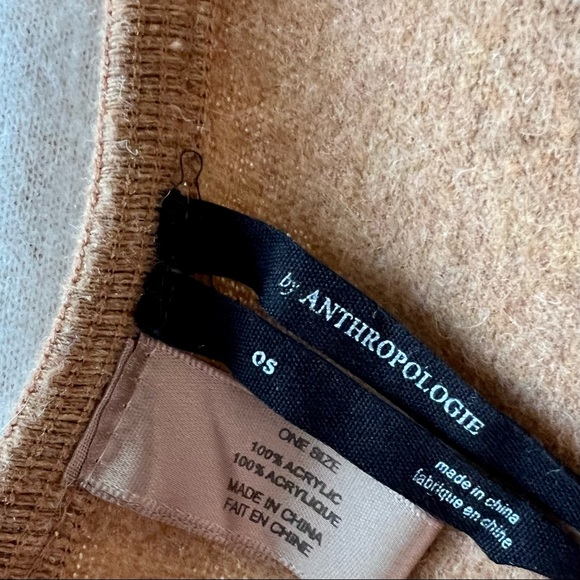 by ANTHROPOLOGIE
made in china
fabrique en chine
OS
ONE SIZE
100% ACRYLIC
100% ACRYLIQUE
MADE IN CHINA
FAIT EN CHINE